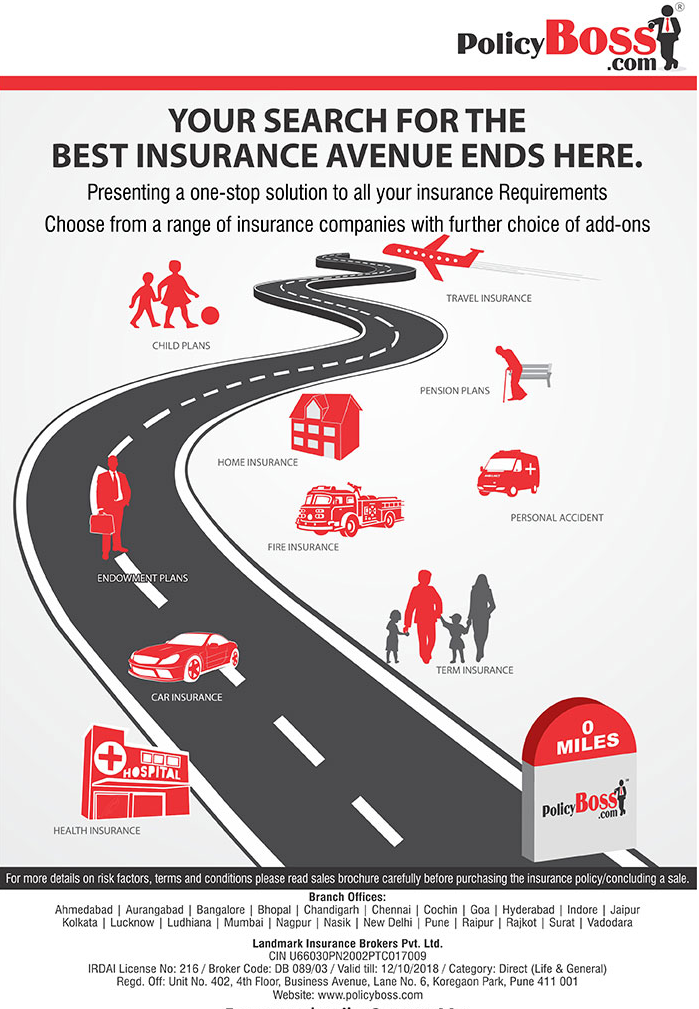 PolicyBoss®
.com
YOUR SEARCH FOR THE
BEST INSURANCE AVENUE ENDS HERE.
Presenting a one-stop solution to all your insurance Requirements
Choose from a range of insurance companies with further choice of add-ons
TRAVEL INSURANCE
CHILD PLANS
PENSION PLANS
HOME INSURANCE
PERSONAL ACCIDENT
FIRE INSURANCE
ENDOWMENT PLANS
TERM INSURANCE
CAR INSURANCE
0
MILES
HOSPITAL
PolicyBoss
.com
HEALTH INSURANCE
For more details on risk factors, terms and conditions please read sales brochure carefully before purchasing the insurance policy/concluding a sale.
Branch Offices:
Ahmedabad | Aurangabad | Bangalore | Bhopal | Chandigarh | Chennai | Cochin | Goa | Hyderabad | Indore | Jaipur
Kolkata | Lucknow | Ludhiana | Mumbai | Nagpur | Nasik | New Delhi | Pune | Raipur | Rajkot | Surat | Vadodara
Landmark Insurance Brokers Pvt. Ltd.
CIN U66030PN2002PTC017009
IRDAI License No: 216 / Broker Code: DB 089/03 / Valid till: 12/10/2018 / Category: Direct (Life & General)
Regd. Off: Unit No. 402, 4th Floor, Business Avenue, Lane No. 6, Koregaon Park, Pune 411 001
Website: www.policyboss.com